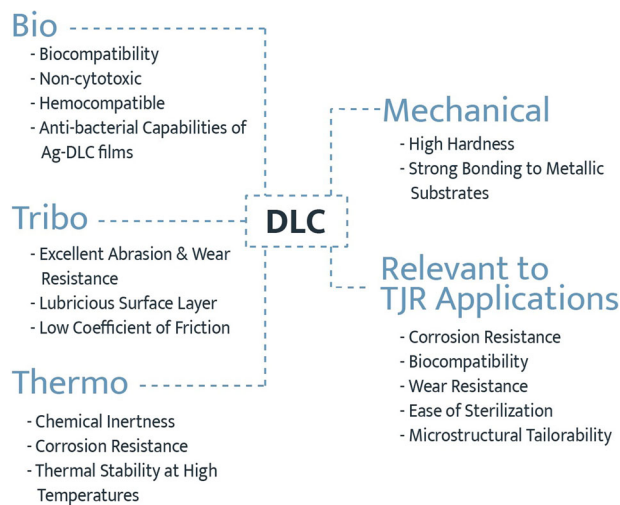 Bio
- Biocompatibility
- Non-cytotoxic
- Hemocompatible
- Anti-bacterial Capabilities of
Ag-DLC films
Tribo
- Excellent Abrasion & Wear
Resistance
- Lubricious Surface Layer
- Low Coefficient of Friction
Thermo
- Chemical Inertness
- Corrosion Resistance
- Thermal Stability at High
Temperatures
DLC
Mechanical
- High Hardness
- Strong Bonding to Metallic
Substrates
Relevant to
TJR Applications
- Corrosion Resistance
- Biocompatibility
- Wear Resistance
- Ease of Sterilization
- Microstructural Tailorability